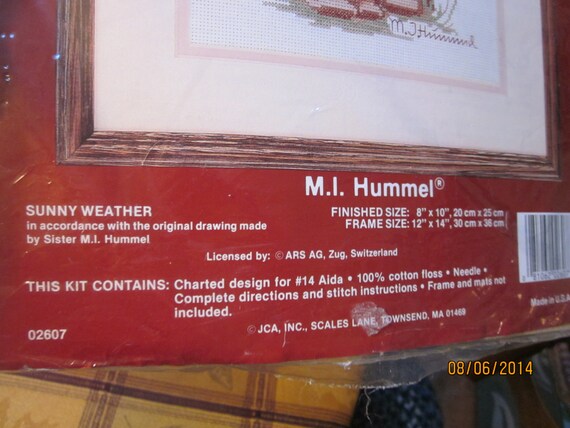 M.J.Hummel
M.I. Hummel®
SUNNY WEATHER
in accordance with the original drawing made
by Sister M.I. Hummel
FINISHED SIZE: 8" x 10", 20 cm x 25 cm
FRAME SIZE: 12" x 14", 30 cm x 36 cm
Licensed by: © ARS AG, Zug, Switzerland
THIS KIT CONTAINS: Charted design for #14 Aida • 100% cotton floss • Needle •
Complete directions and stitch instructions • Frame and mats not
included.
Made in U.S.A
02607
© JCA, INC., SCALES LANE, TOWNSEND, MA 01469
08/06/2014